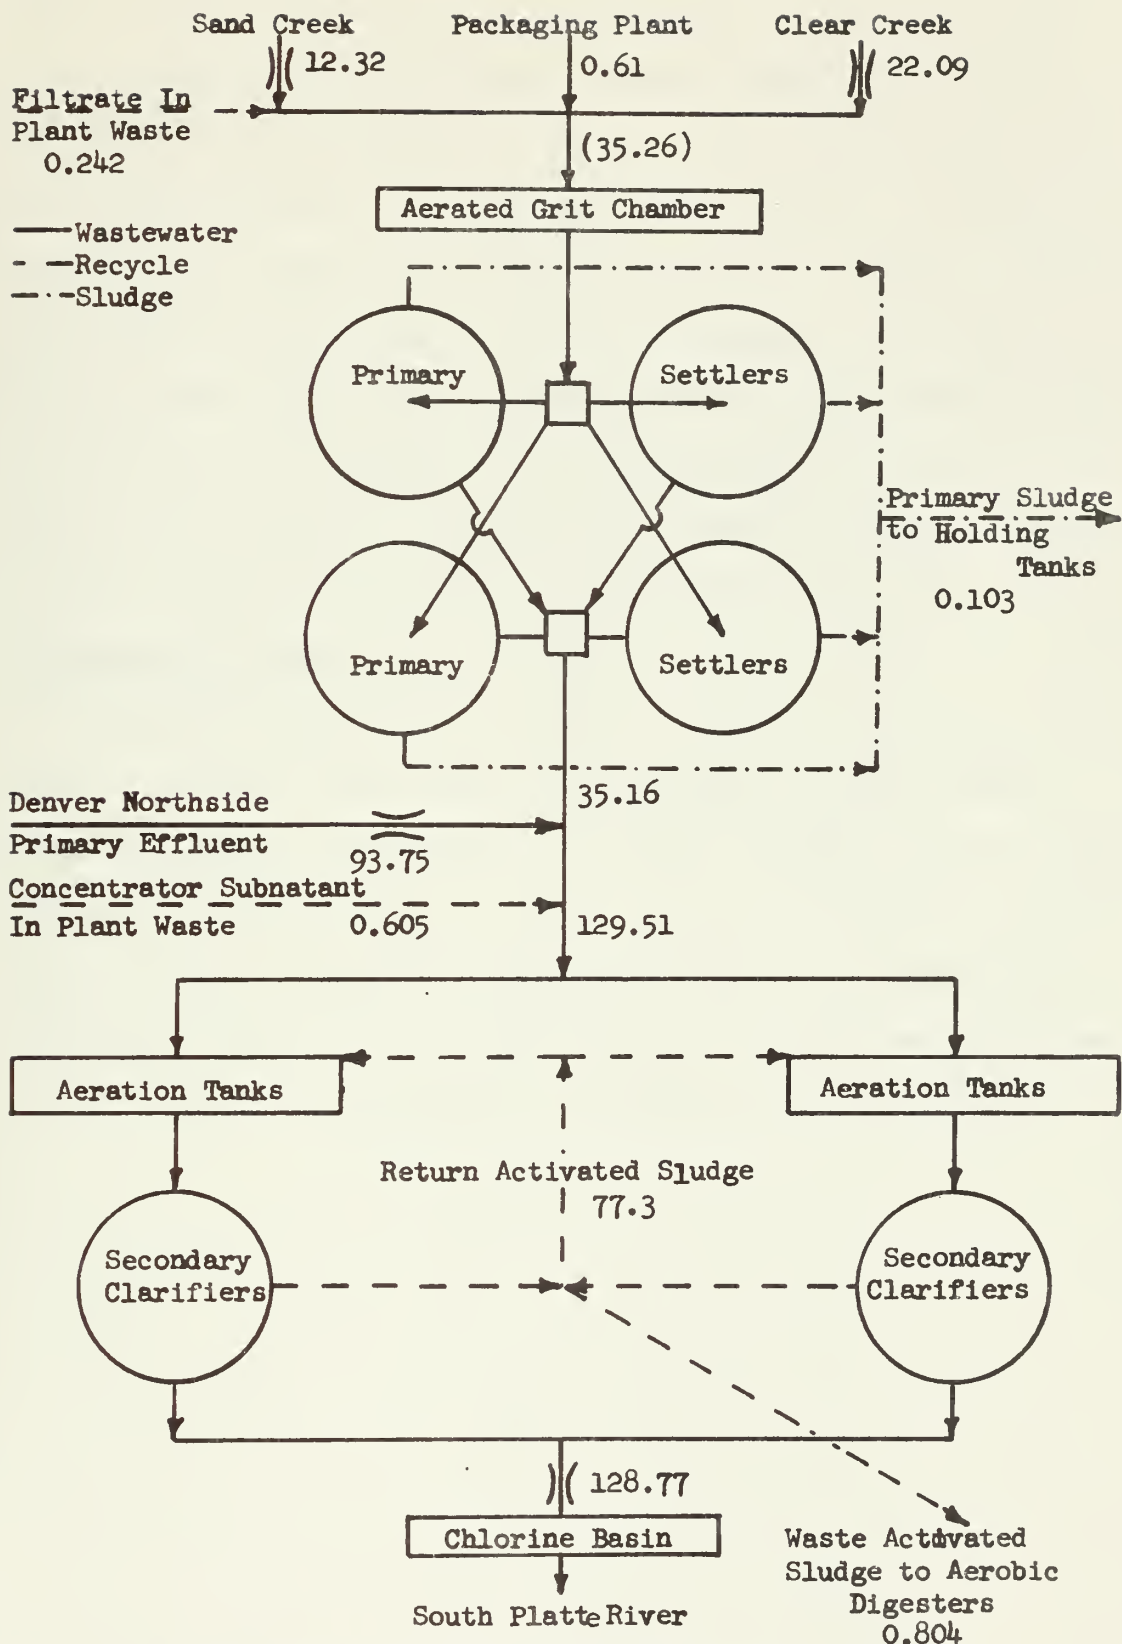 Sand Creek
Packaging Plant
Clear Creek
12.32
0.61
22.09
Filtrate In
Plant Waste
0.242
(35.26)
Aerated Grit Chamber
Wastewater
Recycle
Sludge
Primary
Settlers
Primary Sludge
to Holding
Tanks
0.103
Primary
Settlers
35.16
Denver Northside
Primary Effluent
93.75
Concentrator Subnatant
In Plant Waste
0.605
129.51
Aeration Tanks
Aeration Tanks
Return Activated Sludge
77.3
Secondary
Clarifiers
Secondary
Clarifiers
128.77
Chlorine Basin
South Platte River
Waste Activated
Sludge to Aerobic
Digesters
0.804